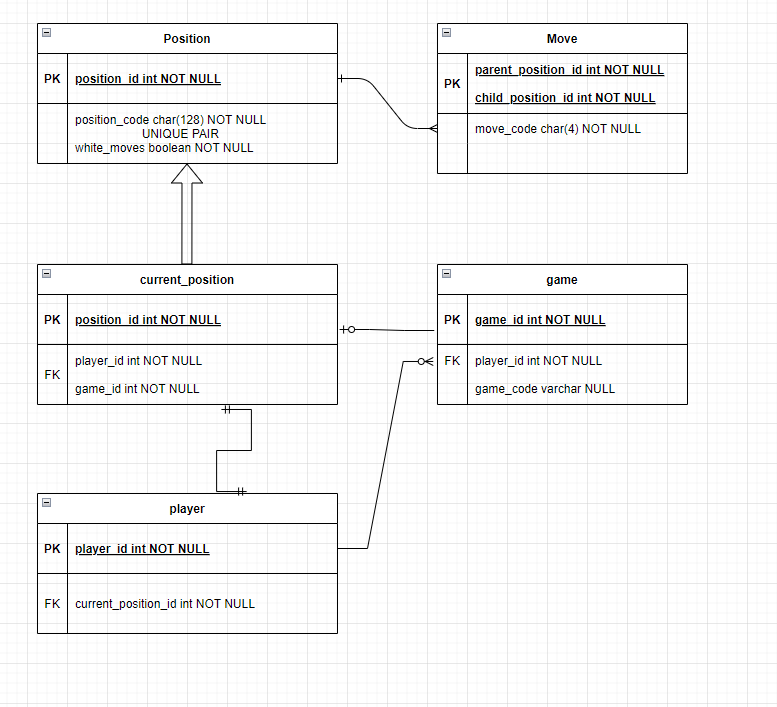 Position
PK position_id int NOT NULL
position_code char(128) NOT NULL
UNIQUE PAIR
white_moves boolean NOT NULL
Move
PK parent_position_id int NOT NULL
child_position_id int NOT NULL
move_code char(4) NOT NULL
current_position
PK position_id int NOT NULL
FK player_id int NOT NULL
game_id int NOT NULL
game
PK game_id int NOT NULL
FK player_id int NOT NULL
game_code varchar NULL
player
PK player_id int NOT NULL
FK current_position_id int NOT NULL